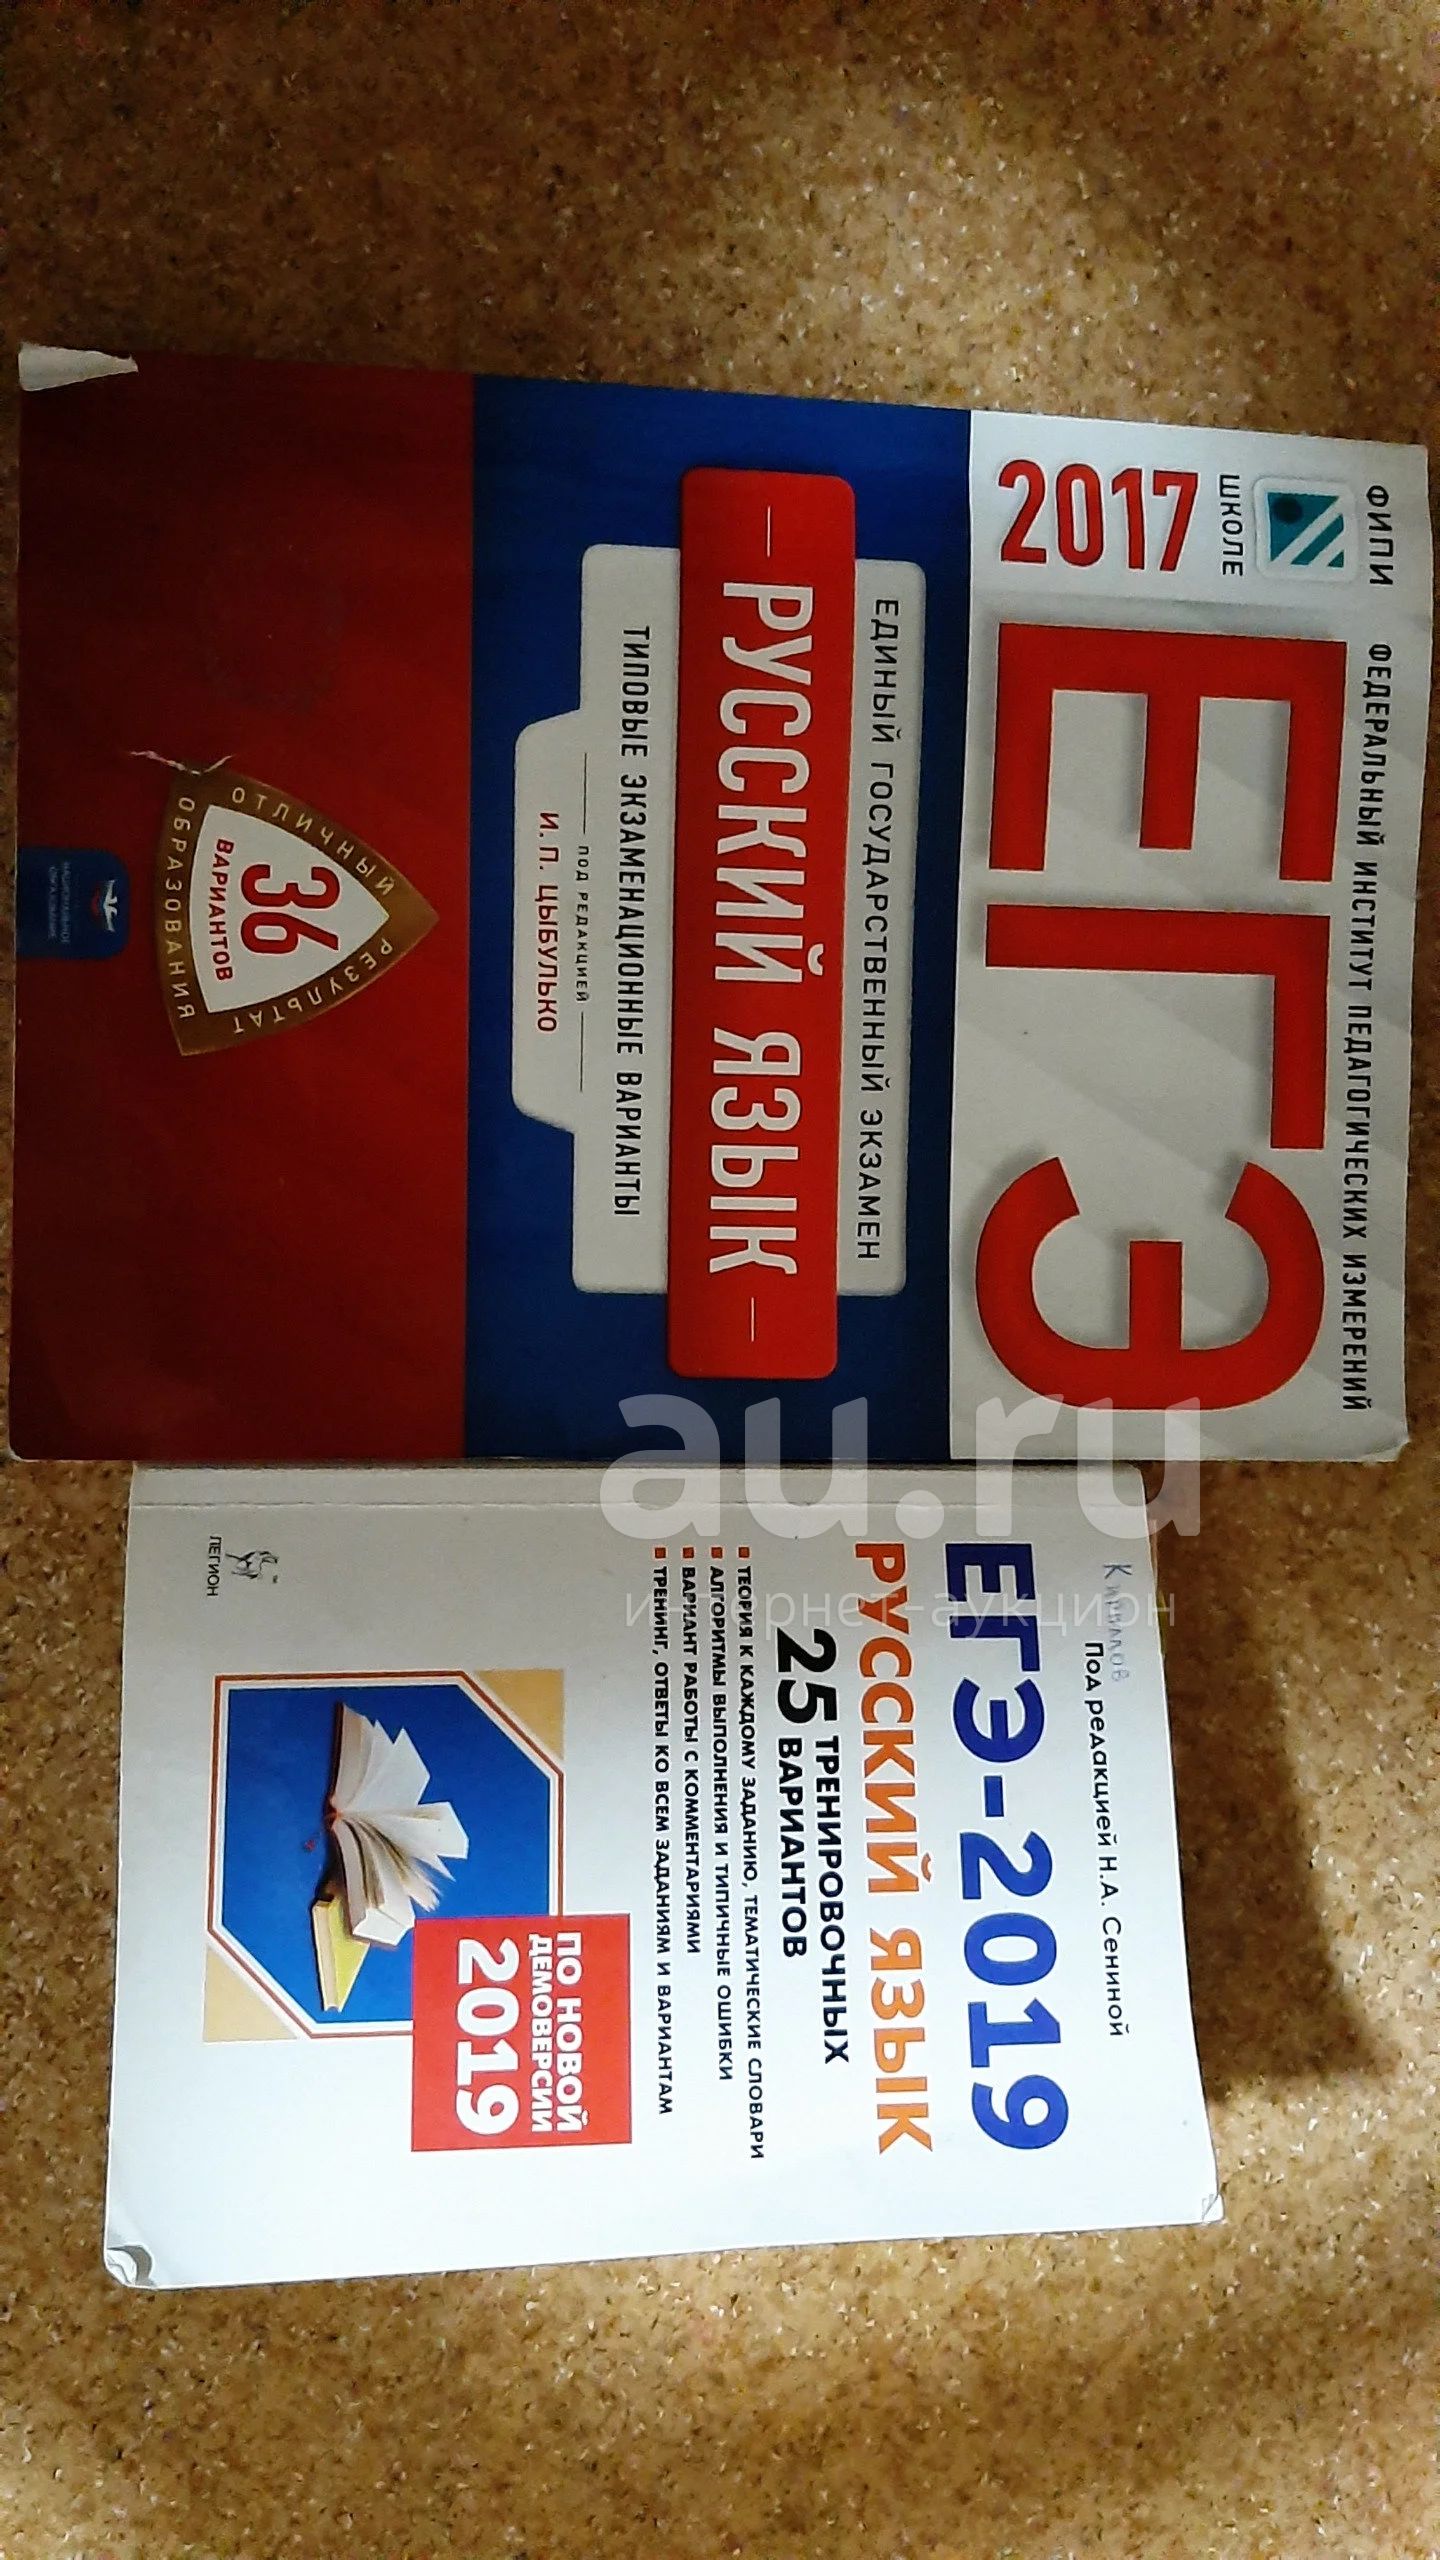 ФИПИ
ШКОЛЕ
2017
ФЕДЕРАЛЬНЫЙ ИНСТИТУТ ПЕДАГОГИЧЕСКИХ ИЗМЕРЕНИЙ
ЕГЭ
ЕДИНЫЙ ГОСУДАРСТВЕННЫЙ ЭКЗАМЕН
РУССКИЙ ЯЗЫК
ТИПОВЫЕ ЭКЗАМЕНАЦИОННЫЕ ВАРИАНТЫ
ПОД РЕДАКЦИЕЙ
И. П. ЦЫБУЛЬКО
ОТЛИЧНЫЙ РЕЗУЛЬТАТ
36
ВАРИАНТОВ
ОБРАЗОВАНИЯ
НАЦИОНАЛЬНОЕ
ОБРАЗОВАНИЕ
Кириллов
Под редакцией Н.А. Сениной
ЕГЭ-2019
РУССКИЙ ЯЗЫК
25 ТРЕНИРОВОЧНЫХ
ВАРИАНТОВ
ТЕОРИЯ К КАЖДОМУ ЗАДАНИЮ, ТЕМАТИЧЕСКИЕ СЛОВАРИ
АЛГОРИТМЫ ВЫПОЛНЕНИЯ И ТИПИЧНЫЕ ОШИБКИ
ВАРИАНТ РАБОТЫ С КОММЕНТАРИЯМИ
ТРЕНИНГ, ОТВЕТЫ КО ВСЕМ ЗАДАНИЯМ И ВАРИАНТАМ
ПО НОВОЙ
ДЕМОВЕРСИИ
2019
ЛЕГИОН
au.ru
интернет-аукцион